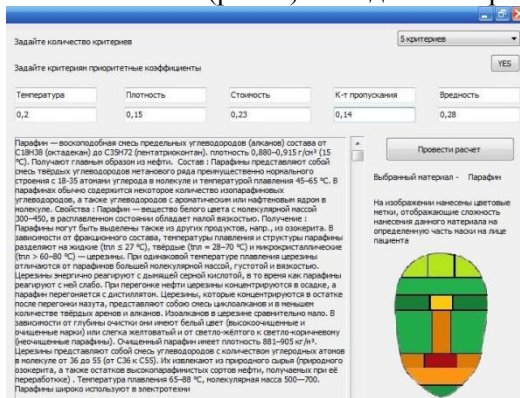 Задайте количество критериев
5 критериев
Задайте критериям приоритетные коэффициенты
YES
Температура Плотность Стоимость К-т пропускания Вредность
0,2 0,15 0,23 0,14 0,28
Парафин — воскоподобная смесь предельных углеводородов (алканов) состава от
C18H38 (октадекан) до C35H72 (пентатриоконтан). плотность 0,880–0,915 г/см³ (15
°C). Получают главным образом из нефти. Состав : Парафины представляют собой
смесь твёрдых углеводородов метанового ряда преимущественно нормального
строения с 18-35 атомами углерода в молекуле и температурой плавления 45–65 °C. В
парафинах обычно содержится некоторое количество изопарафиновых
углеводородов, а также углеводородов с ароматическим или нафтеновым ядром в
молекуле. Свойства : Парафин — вещество белого цвета с молекулярной массой
300—450, в расплавленном состоянии обладает малой вязкостью. Получение :
Парафины могут быть выделены также из других продуктов, напр., из озокерита. В
зависимости от фракционного состава, температуры плавления и структуры парафины
разделяют на жидкие (tпл ≤ 27 °C), твёрдые (tпл = 28–70 °C) и микрокристаллические
(tпл > 60–80 °C) — церезины. При одинаковой температуре плавления церезины
отличаются от парафинов большей молекулярной массой, густотой и вязкостью.
Церезины энергично реагируют с дымящей серной кислотой, в то время как парафины
реагируют с ней слабо. При перегонке нефти церезины концентрируются в осадке, а
парафин перегоняется с дистиллятом. Церезины, которые концентрируются в остатке
после перегонки мазута, представляют собою смесь циклоалканов и в меньшем
количестве твёрдых аренов и алканов. Изоалканов в церезине сравнительно мало. В
зависимости от глубины очистки они имеют белый цвет (высокоочищенные и
очищенные марки) или слегка желтоватый и от светло-жёлтого к светло-коричневому
(неочищенные парафины). Очищенный парафин имеет плотность 881–905 кг/м³.
Церезины представляют собой смесь углеводородов с количеством углеродных атомов
в молекуле от 36 до 55 (от C36 к C55). Их извлекают из природного сырья (природного
озокерита, а также остатков высокопарафинистых сортов нефти, получаемых при её
переработке) . Температура плавления 65–88 °C, молекулярная масса 500—700.
Парафины широко используют в электротехни
Провести расчет
Выбранный материал - Парафин
На изображении нанесены цветовые
метки, отображающие сложность
нанесения данного материала на
определенную часть маски на лице
пациента